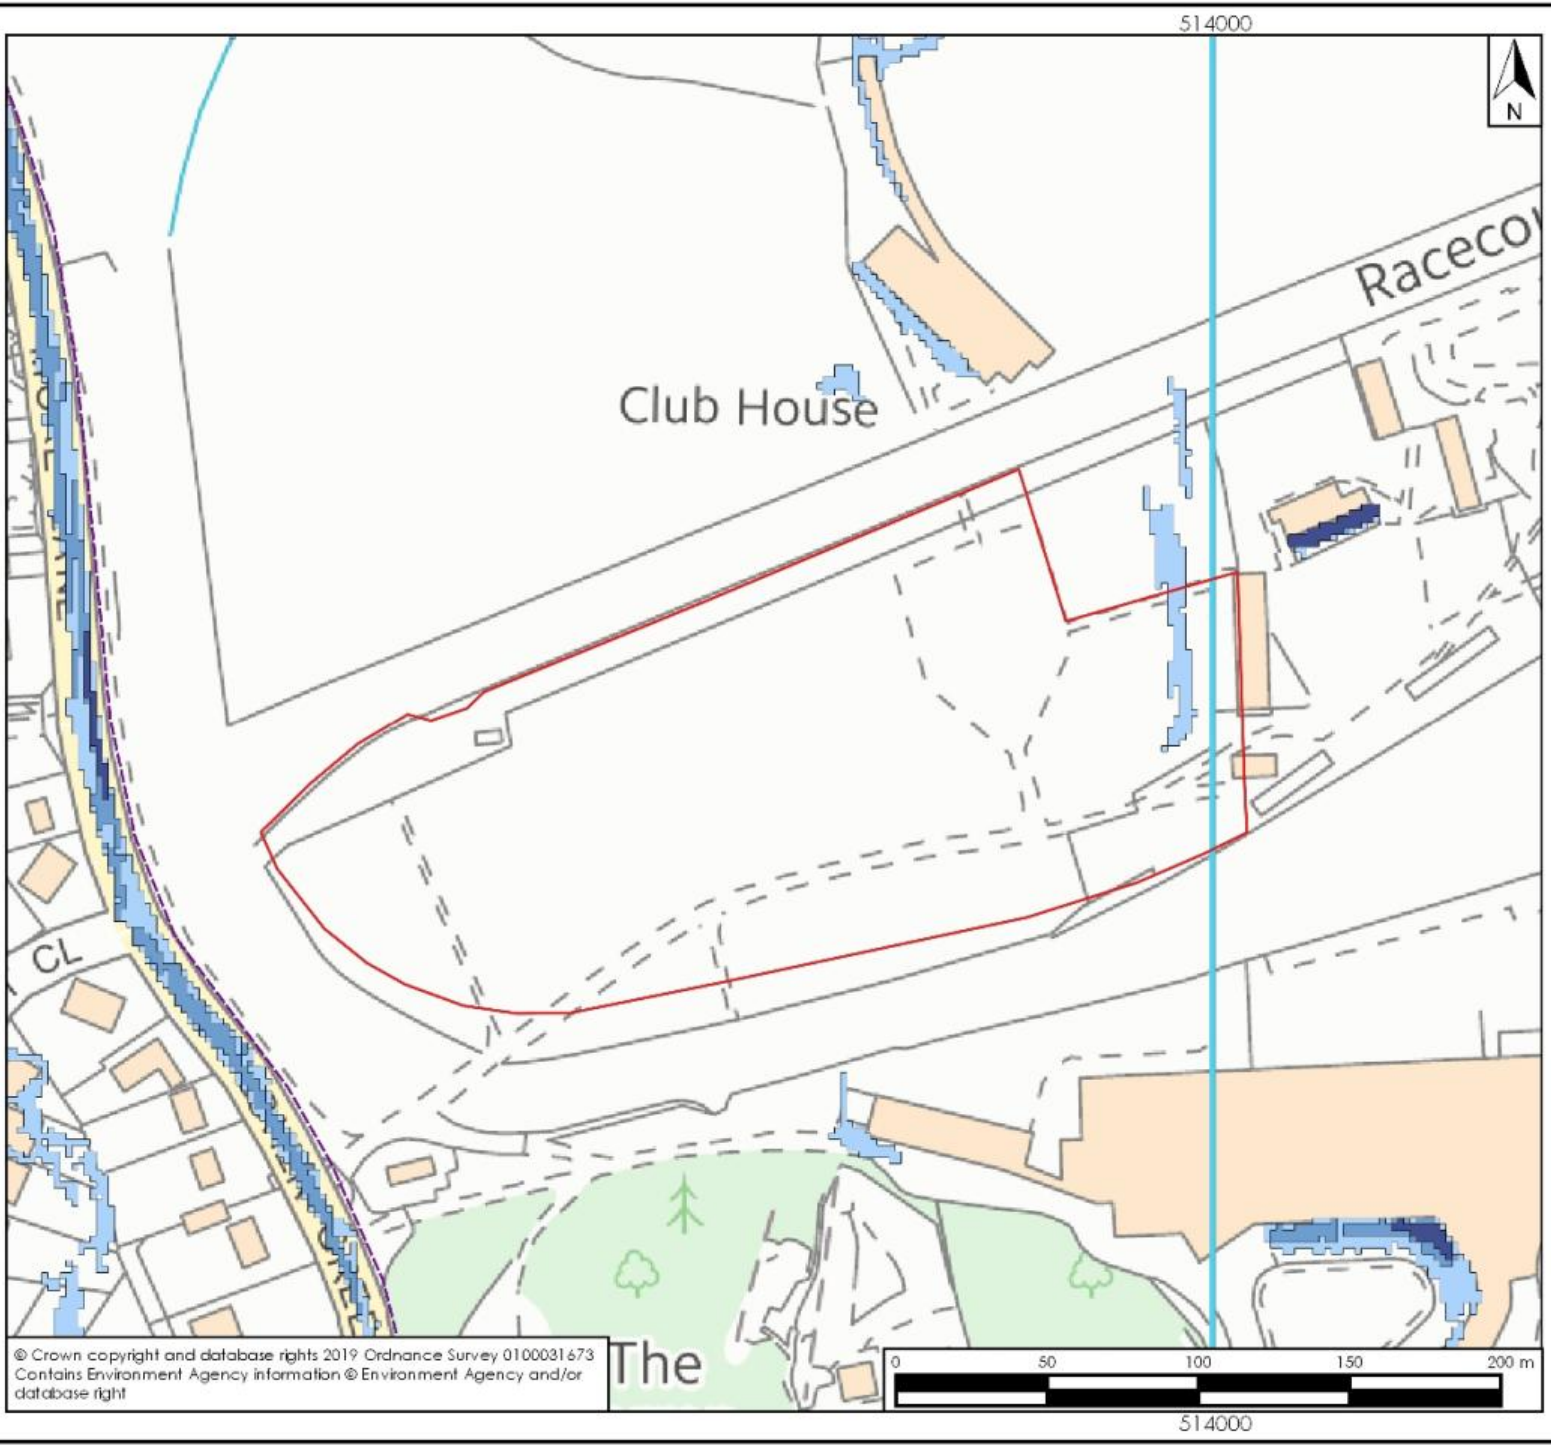 514000
N
Racecou
Club House
CL
The
© Crown copyright and database rights 2019 Ordnance Survey 0100031673
Contains Environment Agency information © Environment Agency and/or
database right
0 50 100 150 200 m
514000